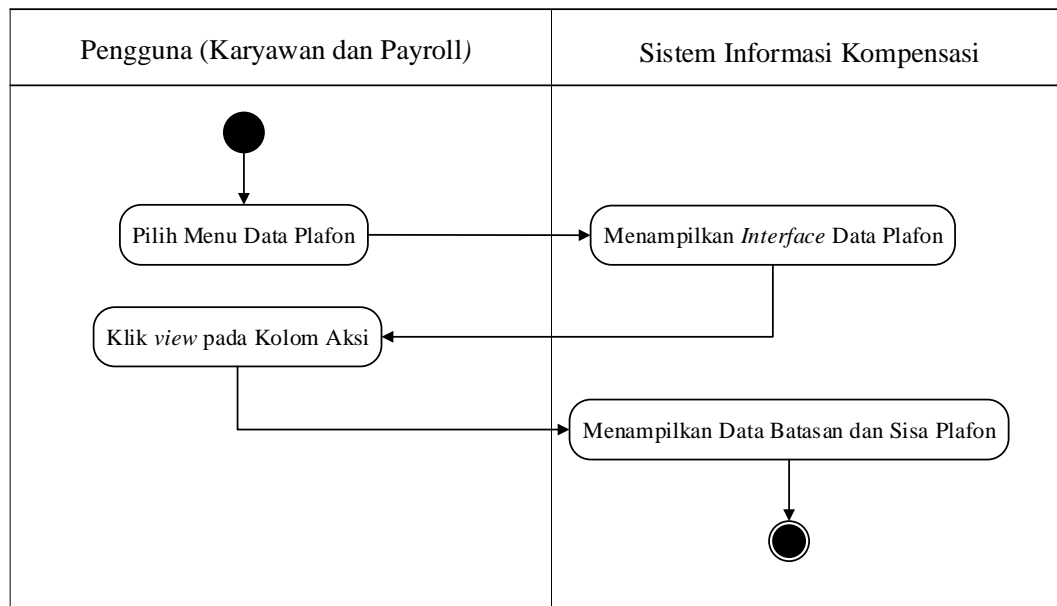 Pengguna (Karyawan dan Payroll)
Sistem Informasi Kompensasi
Pilih Menu Data Plafon
Menampilkan Interface Data Plafon
Klik view pada Kolom Aksi
Menampilkan Data Batasan dan Sisa Plafon